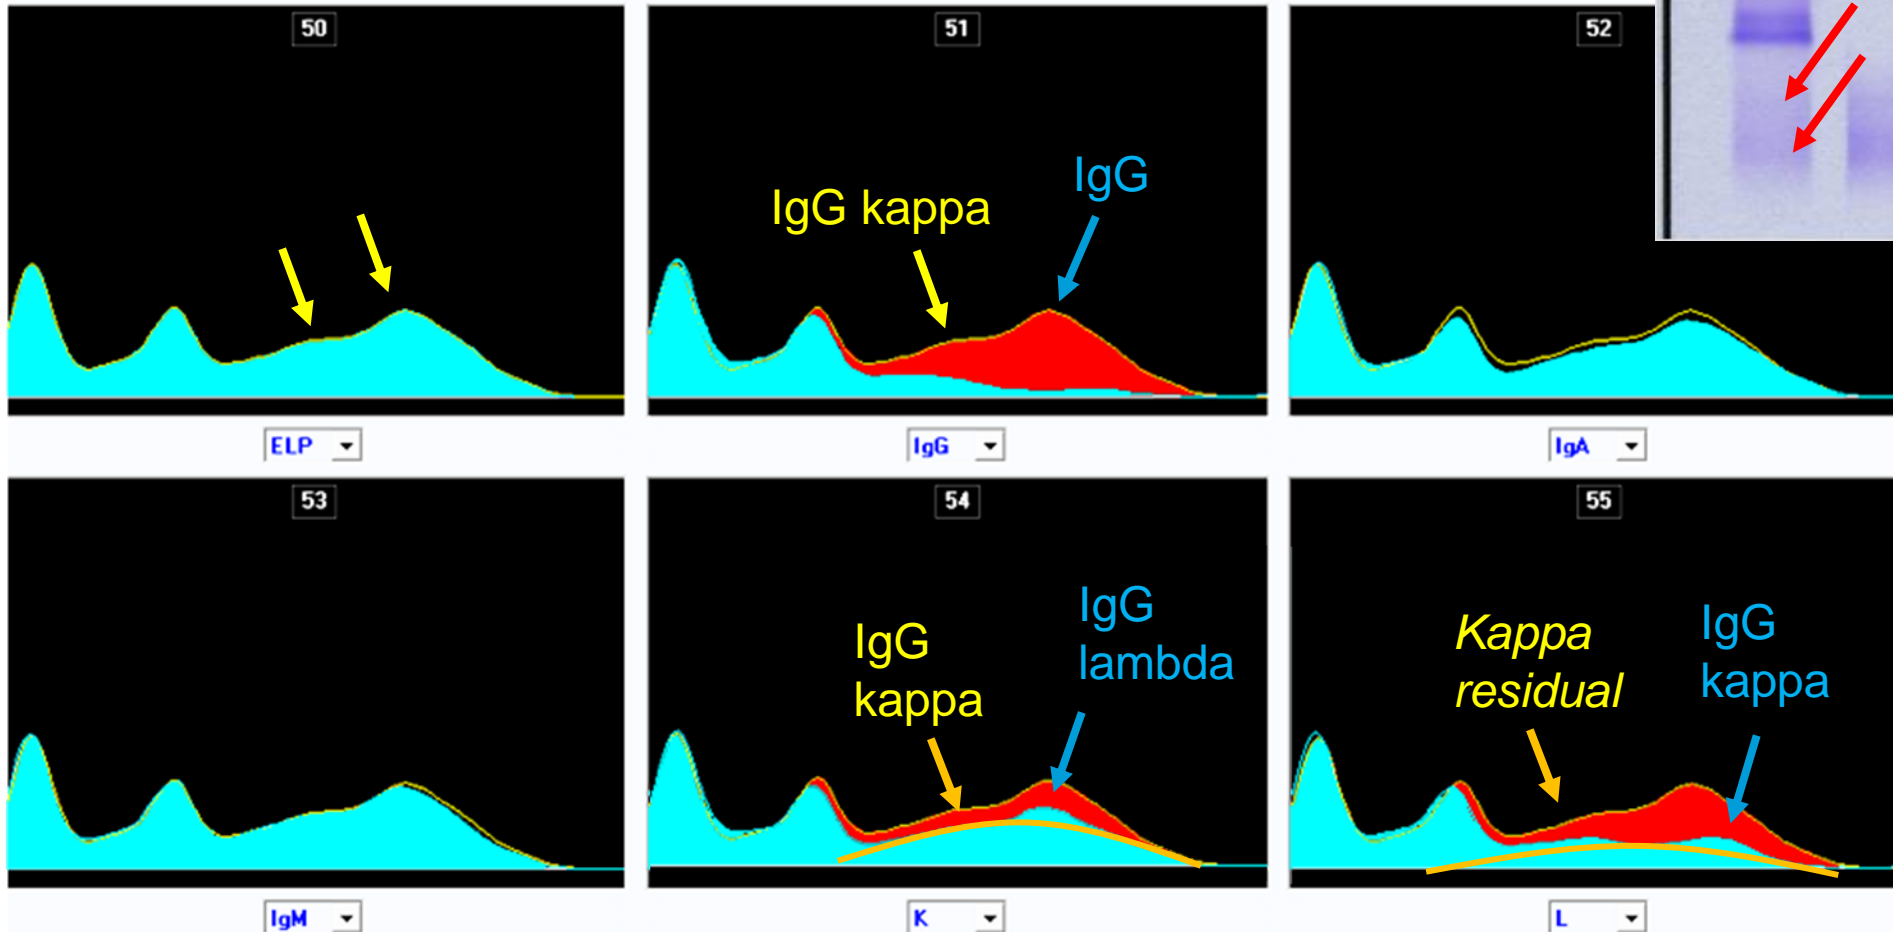 50
51
52
IgG kappa
IgG
ELP
IgG
IgA
53
54
55
IgG
kappa
IgG
lambda
Kappa
residual
IgG
kappa
IgM
K
L